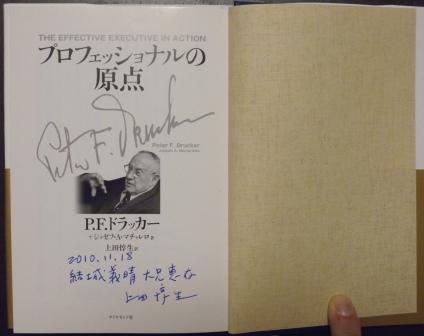 THE EFFECTIVE EXECUTIVE IN ACTION
プロフェッショナルの
原点
Peter F. Drucker
Peter F. Drucker
Joseph A. Maciariello
P.F.ドラッカー
+ジョゼフ・A・マチャレロ 著
上田惇生 訳
2010.11.18
結城義晴 大兄恵存
上田惇生
ダイヤモンド社